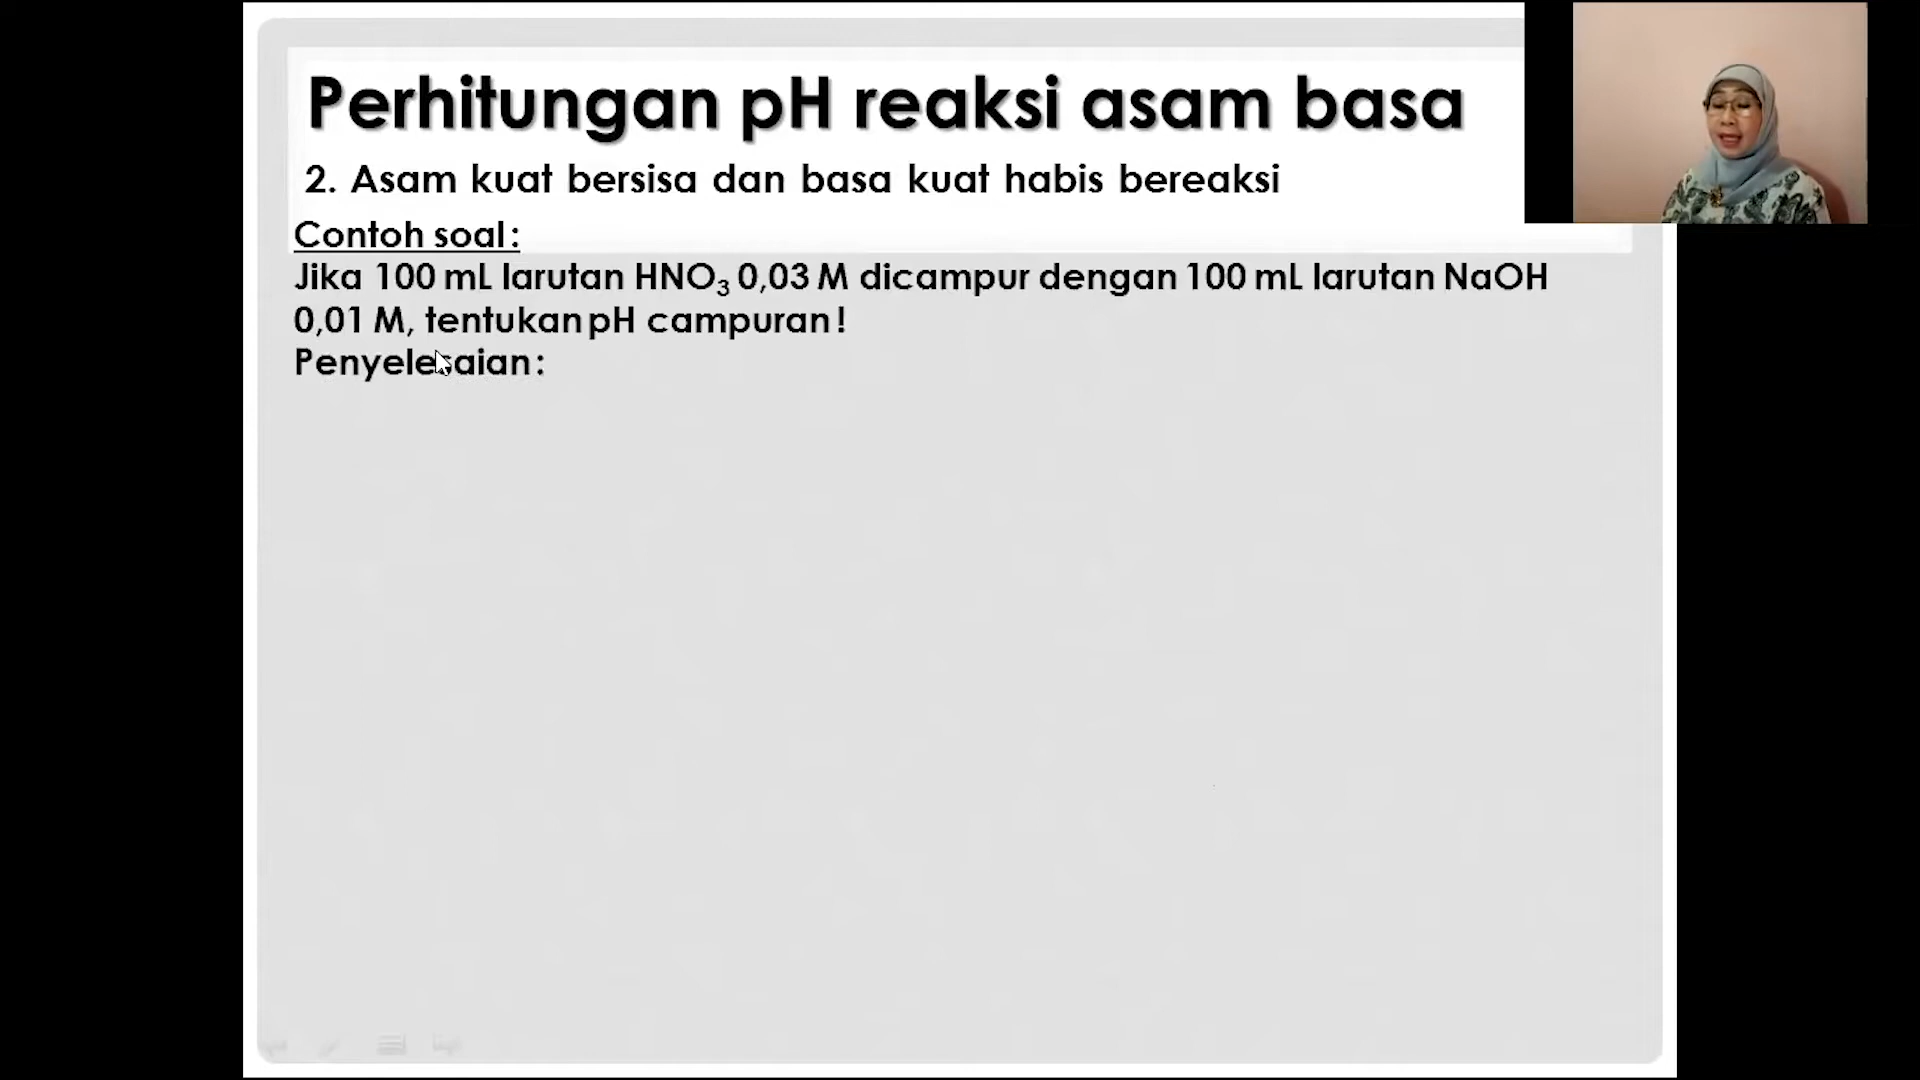 Perhitungan pH reaksi asam basa
2. Asam kuat bersisa dan basa kuat habis bereaksi
Contoh soal:
Jika 100 mL larutan HNO₃ 0,03 M dicampur dengan 100 mL larutan NaOH
0,01 M, tentukan pH campuran!
Penyelesaian: